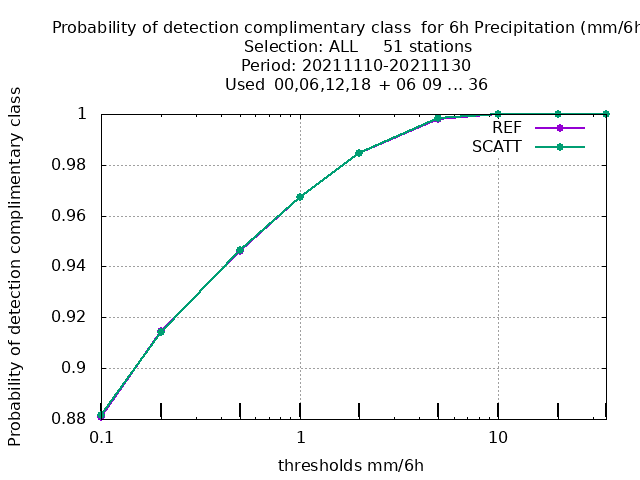 Probability of detection complimentary class for 6h Precipitation (mm/6h
Selection: ALL 51 stations
Period: 20211110-20211130
Used 00,06,12,18 + 06 09 ... 36
Probability of detection complimentary class
1
0.98
0.96
0.94
0.92
0.9
0.88
REF
SCATT
0.1
1
10
thresholds mm/6h